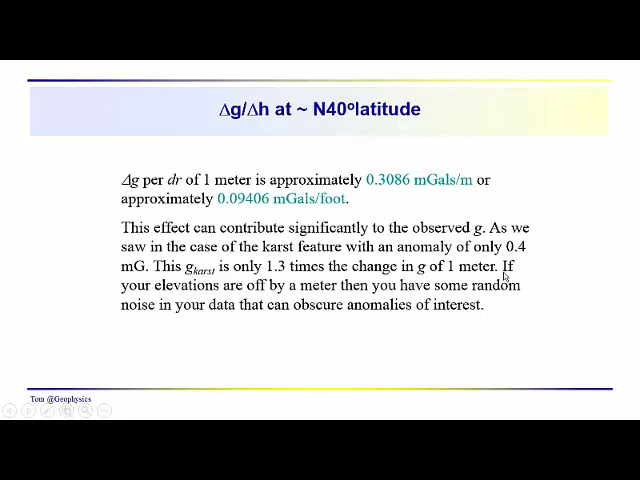 Δg/Δh at ~ N40ºlatitude
Δg per dr of 1 meter is approximately 0.3086 mGals/m or
approximately 0.09406 mGals/foot.
This effect can contribute significantly to the observed g. As we
saw in the case of the karst feature with an anomaly of only 0.4
mG. This gkarst is only 1.3 times the change in g of 1 meter. If
your elevations are off by a meter then you have some random
noise in your data that can obscure anomalies of interest.
Tom @Geophysics